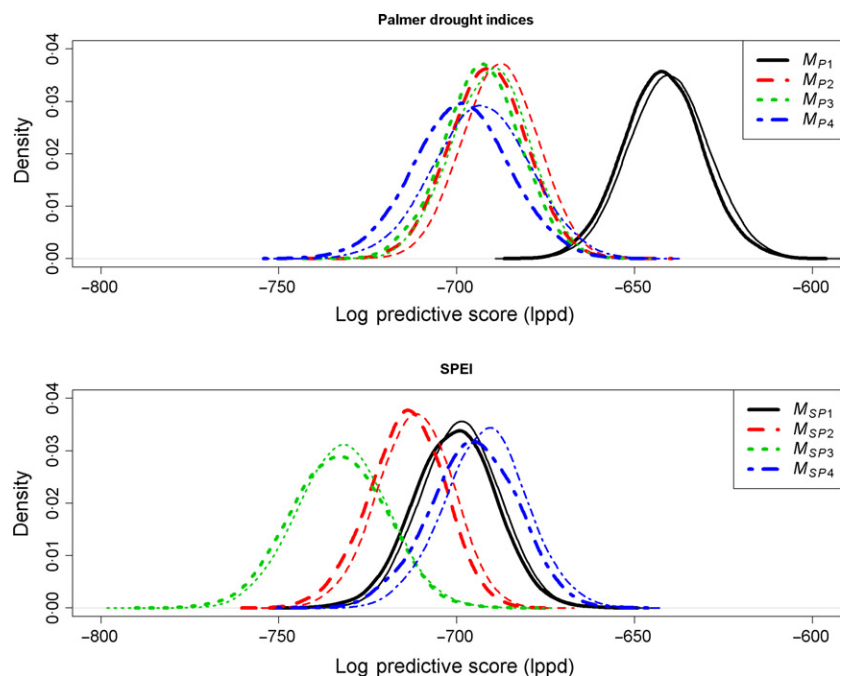 Palmer drought indices
Density
0·00 0·01 0·02 0·03 0·04
M_P1
M_P2
M_P3
M_P4
−800 −750 −700 −650 −600
Log predictive score (lppd)
SPEI
Density
0·00 0·01 0·02 0·03 0·04
M_SP1
M_SP2
M_SP3
M_SP4
−800 −750 −700 −650 −600
Log predictive score (lppd)